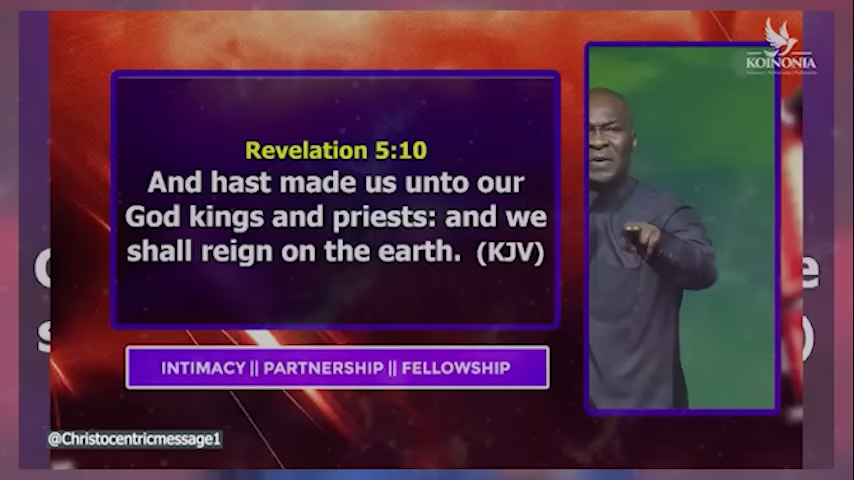 KOINONIA
Revelation 5:10
And hast made us unto our
God kings and priests: and we
shall reign on the earth. (KJV)
INTIMACY || PARTNERSHIP || FELLOWSHIP
@Christocentricmessage1